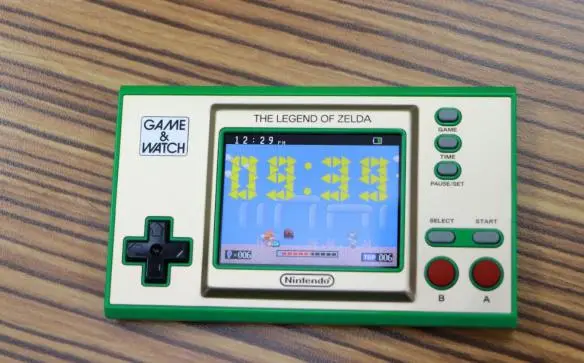 GAME
&
WATCH
THE LEGEND OF ZELDA
12:29 PM
09:39
×006
TOP 006
Nintendo
GAME
TIME
PAUSE/SET
SELECT
START
B
A